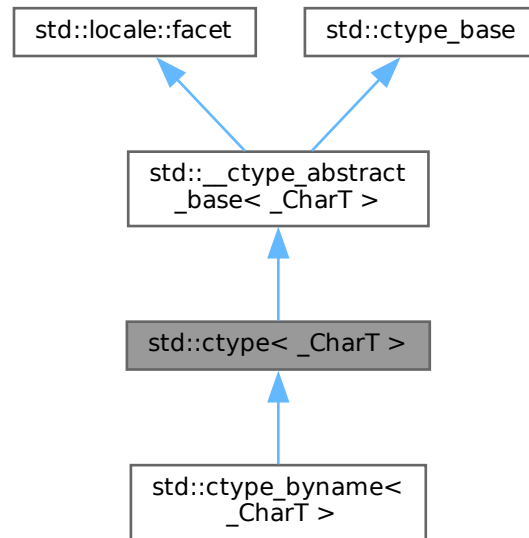 std::locale::facet
std::ctype_base
std::__ctype_abstract
_base< _CharT >
std::ctype< _CharT >
std::ctype_byname<
_CharT >